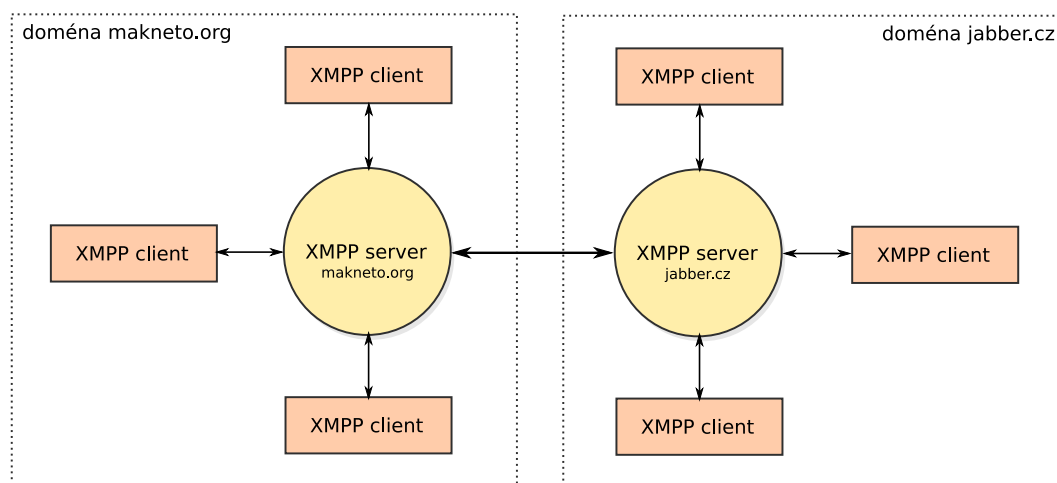 doména makneto.org
doména jabber.cz
XMPP client
XMPP client
XMPP client
XMPP server
makneto.org
XMPP server
jabber.cz
XMPP client
XMPP client
XMPP client